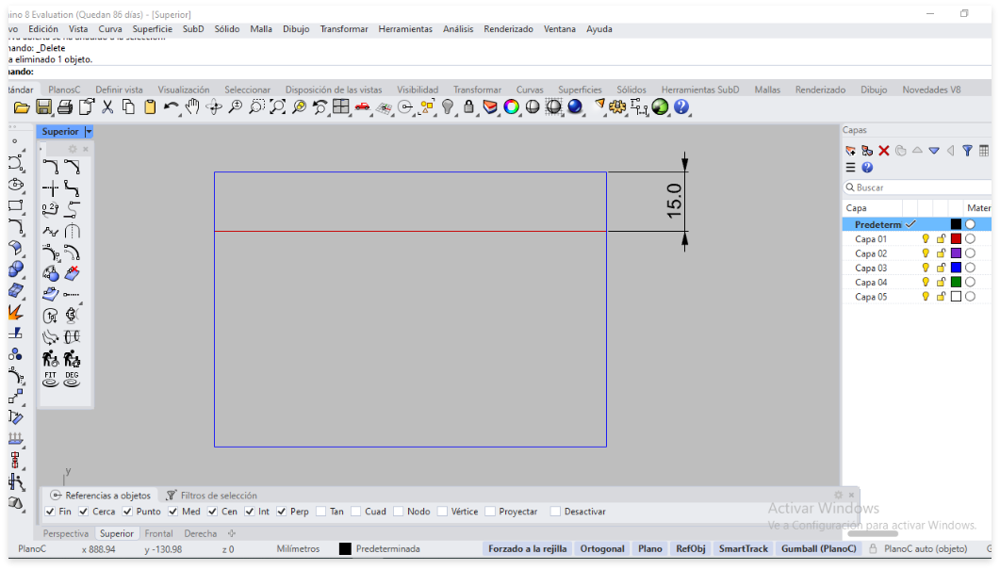 ino 8 Evaluation (Quedan 86 días) - [Superior]
vo Edición Vista Curva Superficie SubD Sólido Malla Dibujo Transformar Herramientas Análisis Renderizado Ventana Ayuda
nando: _Delete
a eliminado 1 objeto.
ando:
tándar PlanosC Definir vista Visualización Seleccionar Disposición de las vistas Visibilidad Transformar Curvas Superficies Sólidos Herramientas SubD Mallas Renderizado Dibujo Novedades V8
Superior
Capas
Buscar
Capa Mater
Predeterm
Capa 01
Capa 02
Capa 03
Capa 04
Capa 05
15.0
FIT DEG
y
Referencias a objetos Filtros de selección
Fin Cerca Punto Med Cen Int Perp Tan Cuad Nodo Vértice Proyectar Desactivar
Activar Windows
Ve a Configuración para activar Windows.
Perspectiva Superior Frontal Derecha
PlanoC x 888.94 y -130.98 z 0 Milímetros Predeterminada Forzado a la rejilla Ortogonal Plano RefObj SmartTrack Gumball (PlanoC) PlanoC auto (objeto) G